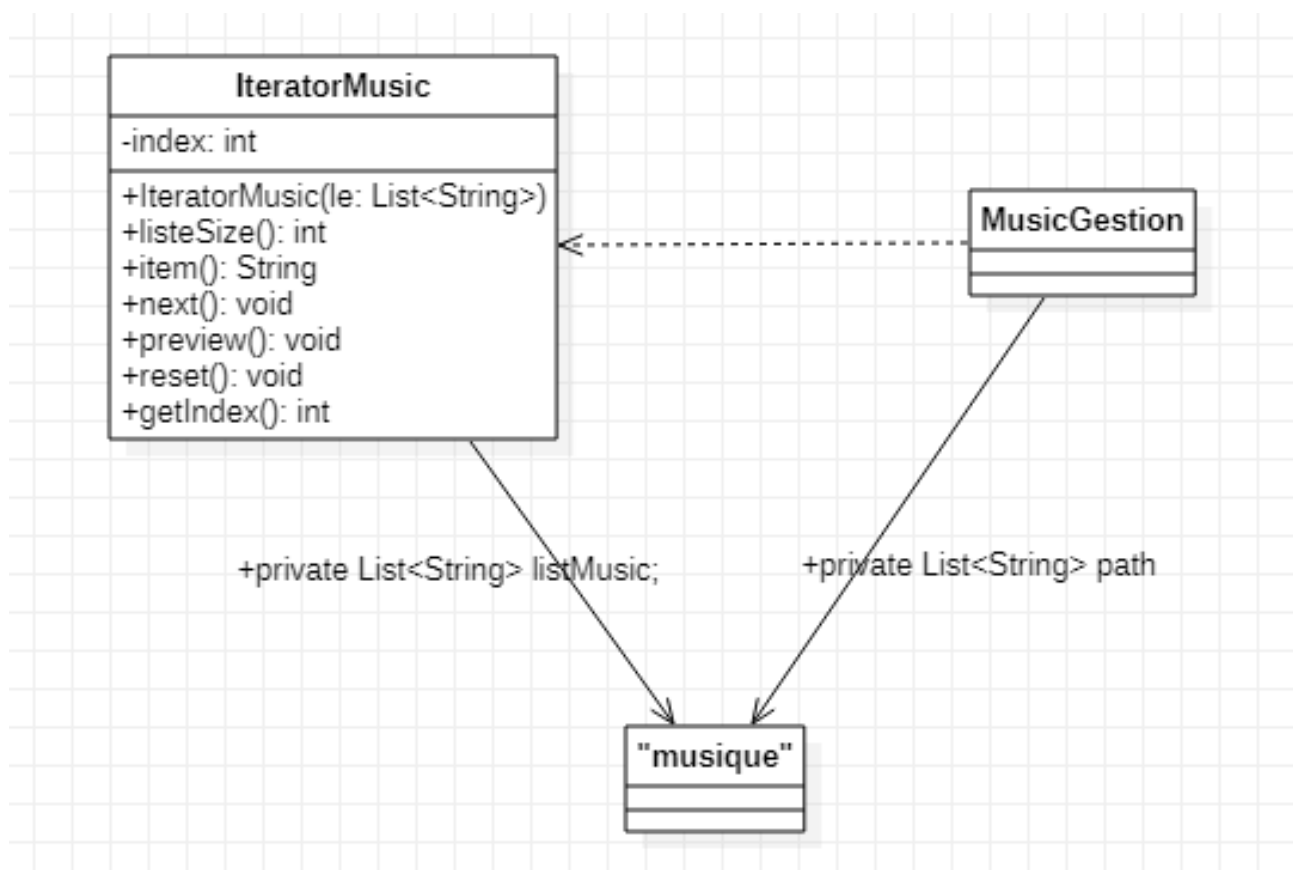 IteratorMusic
-index: int
+IteratorMusic(le: List<String>)
+listeSize(): int
+item(): String
+next(): void
+preview(): void
+reset(): void
+getIndex(): int
MusicGestion
+private List<String> listMusic;
+private List<String> path
"musique"